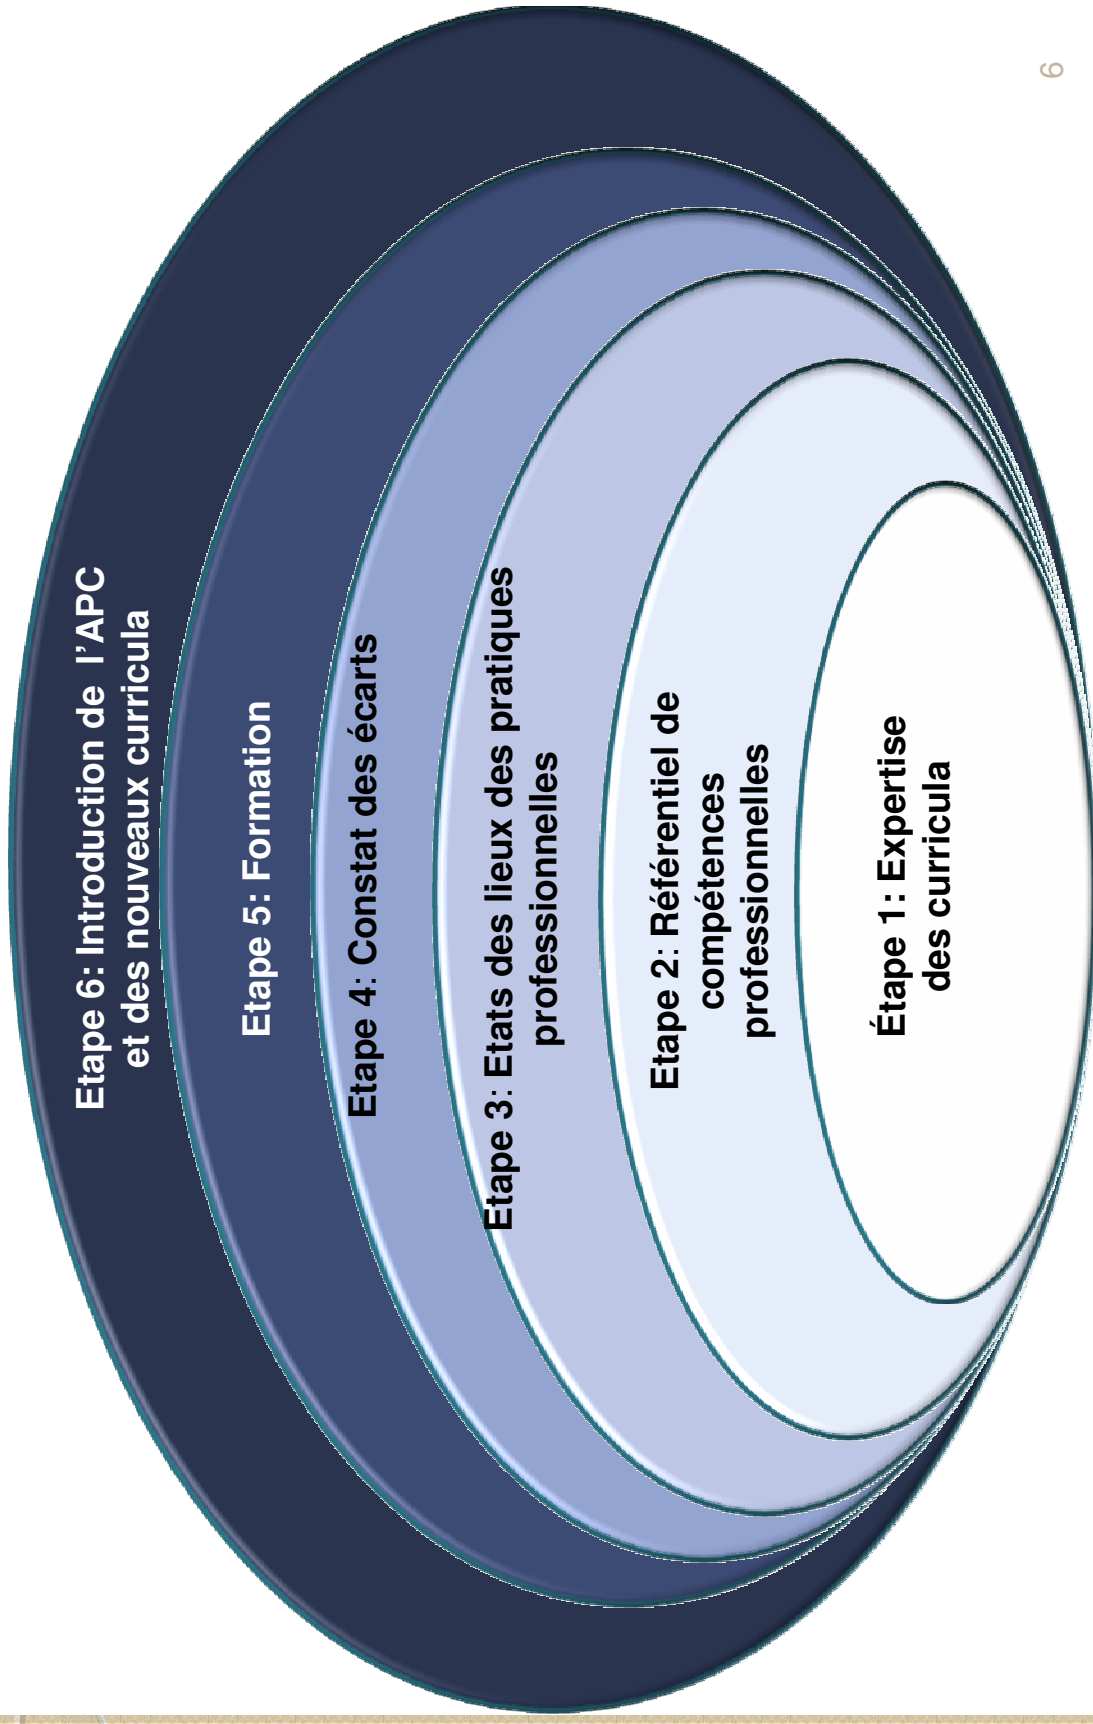 Etape 6: Introduction de l’APC
et des nouveaux curricula
Etape 5: Formation
Etape 4: Constat des écarts
Etape 3: Etats des lieux des pratiques
professionnelles
Etape 2: Référentiel de
compétences
professionnelles
Étape 1: Expertise
des curricula
6